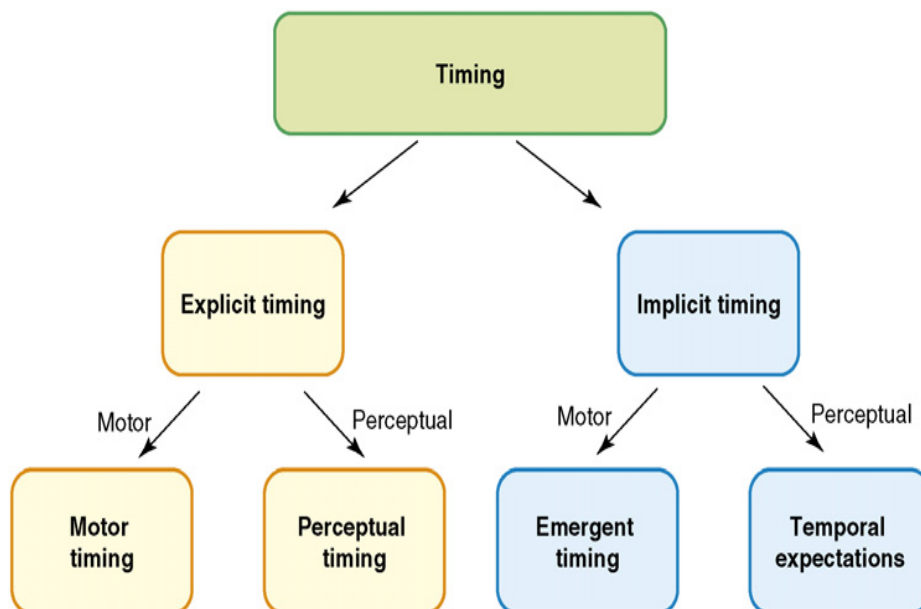 Timing
Explicit timing
Implicit timing
Motor
Perceptual
Motor
Perceptual
Motor
timing
Perceptual
timing
Emergent
timing
Temporal
expectations